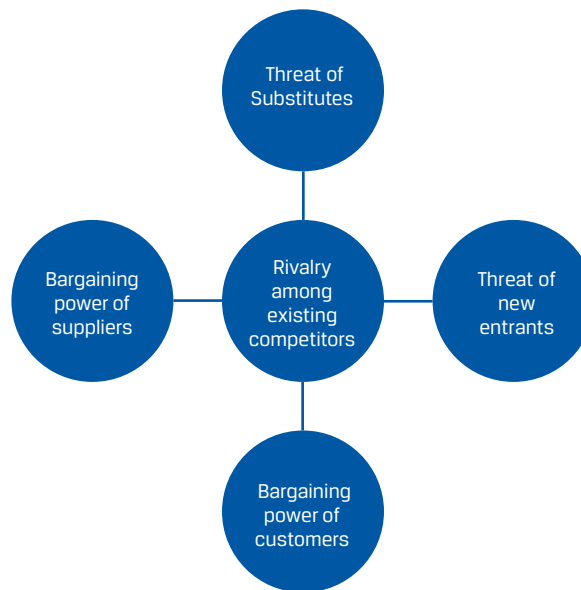 Threat of
Substitutes
Bargaining
power of
suppliers
Rivalry
among
existing
competitors
Threat of
new
entrants
Bargaining
power of
customers